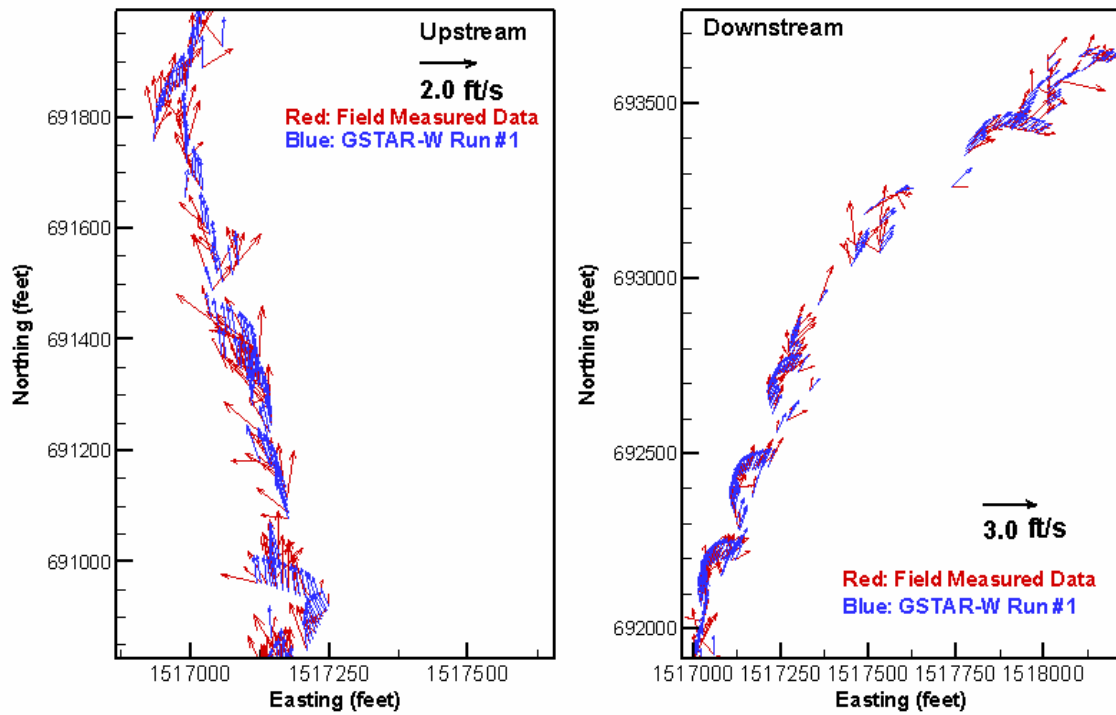 Upstream
2.0 ft/s
Red: Field Measured Data
Blue: GSTAR-W Run #1
691800
691600
691400
691200
691000
Northing (feet)
1517000
1517250
1517500
Easting (feet)
Downstream
693500
693000
692500
692000
Northing (feet)
3.0 ft/s
Red: Field Measured Data
Blue: GSTAR-W Run #1
1517000
1517250
1517500
1517750
1518000
Easting (feet)